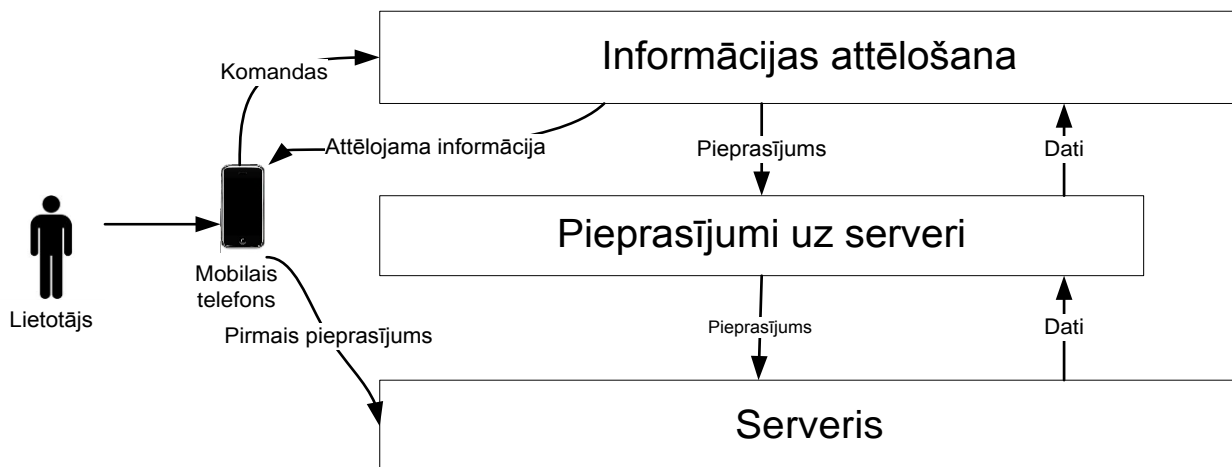 Informācijas attēlošana
Komandas
Attēlojama informācija
Pieprasījums
Dati
Pieprasījumi uz serveri
Mobilais
telefons
Lietotājs
Pirmais pieprasījums
Pieprasījums
Dati
Serveris